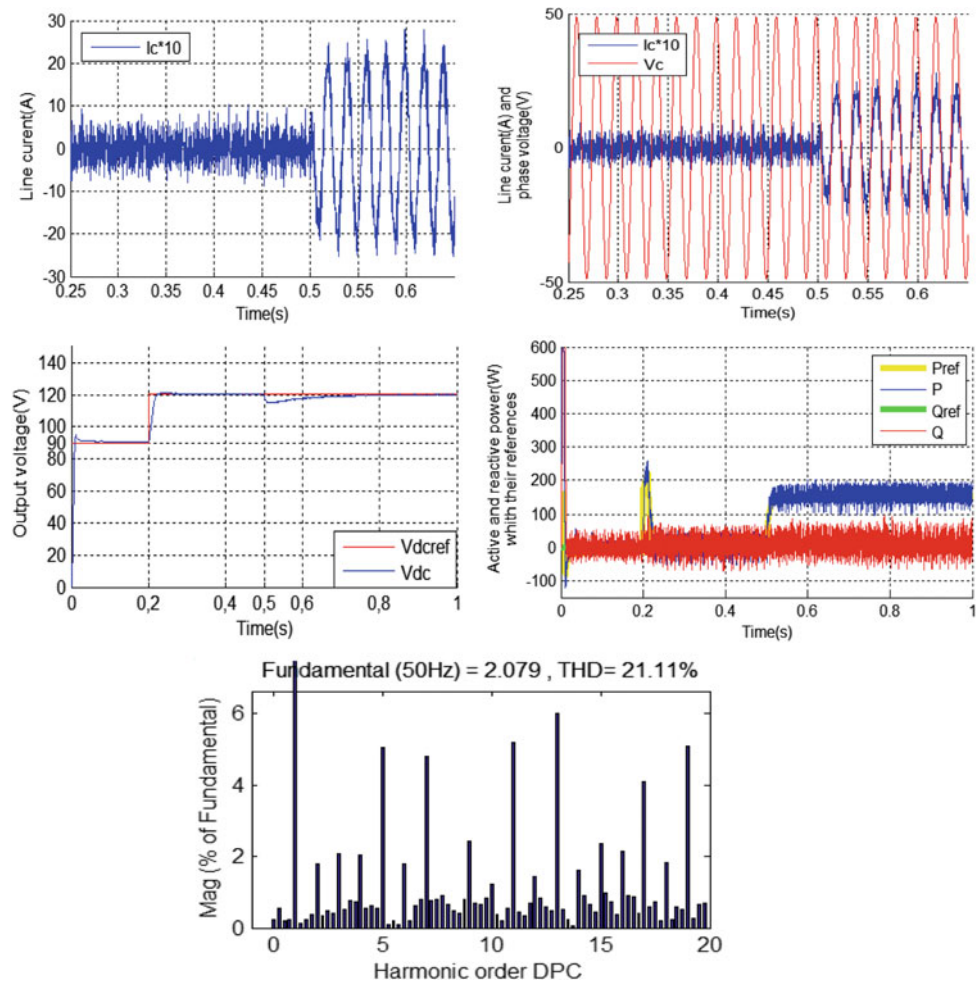 Ic*10
Line curent(A)
30
20
10
0
-10
-20
-30
0.25 0.3 0.35 0.4 0.45 0.5 0.55 0.6
Time(s)
Ic*10
Vc
Line curent(A) and
phase voltage(V)
50
0
-50
0.25 0.3 0.35 0.4 0.45 0.5 0.55 0.6
Time(s)
Output voltage(V)
140
120
100
90
80
60
40
20
0
Vdcref
Vdc
0 0,2 0,4 0,5 0,6 0,8 1
Time(s)
Active and reactive power(W)
whith their references
600
500
400
300
200
100
0
-100
Pref
P
Qref
Q
0 0.2 0.4 0.6 0.8 1
Time(s)
Fundamental (50Hz) = 2.079 , THD= 21.11%
Mag (% of Fundamental)
6
4
2
0
0 5 10 15 20
Harmonic order DPC